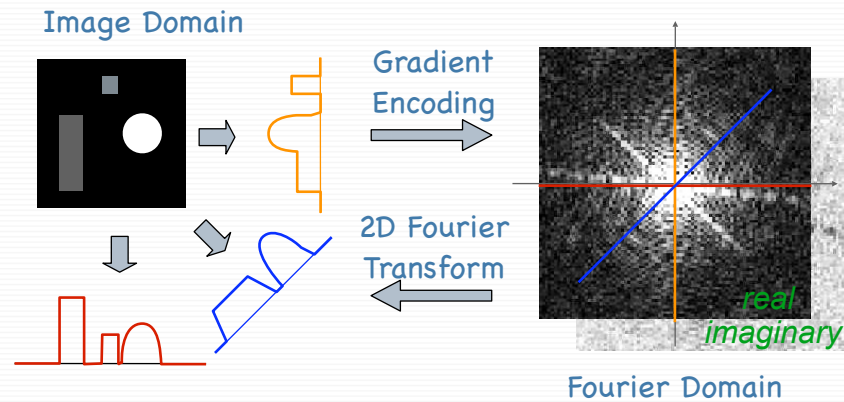 Image Domain
Gradient
Encoding
2D Fourier
Transform
real
imaginary
Fourier Domain